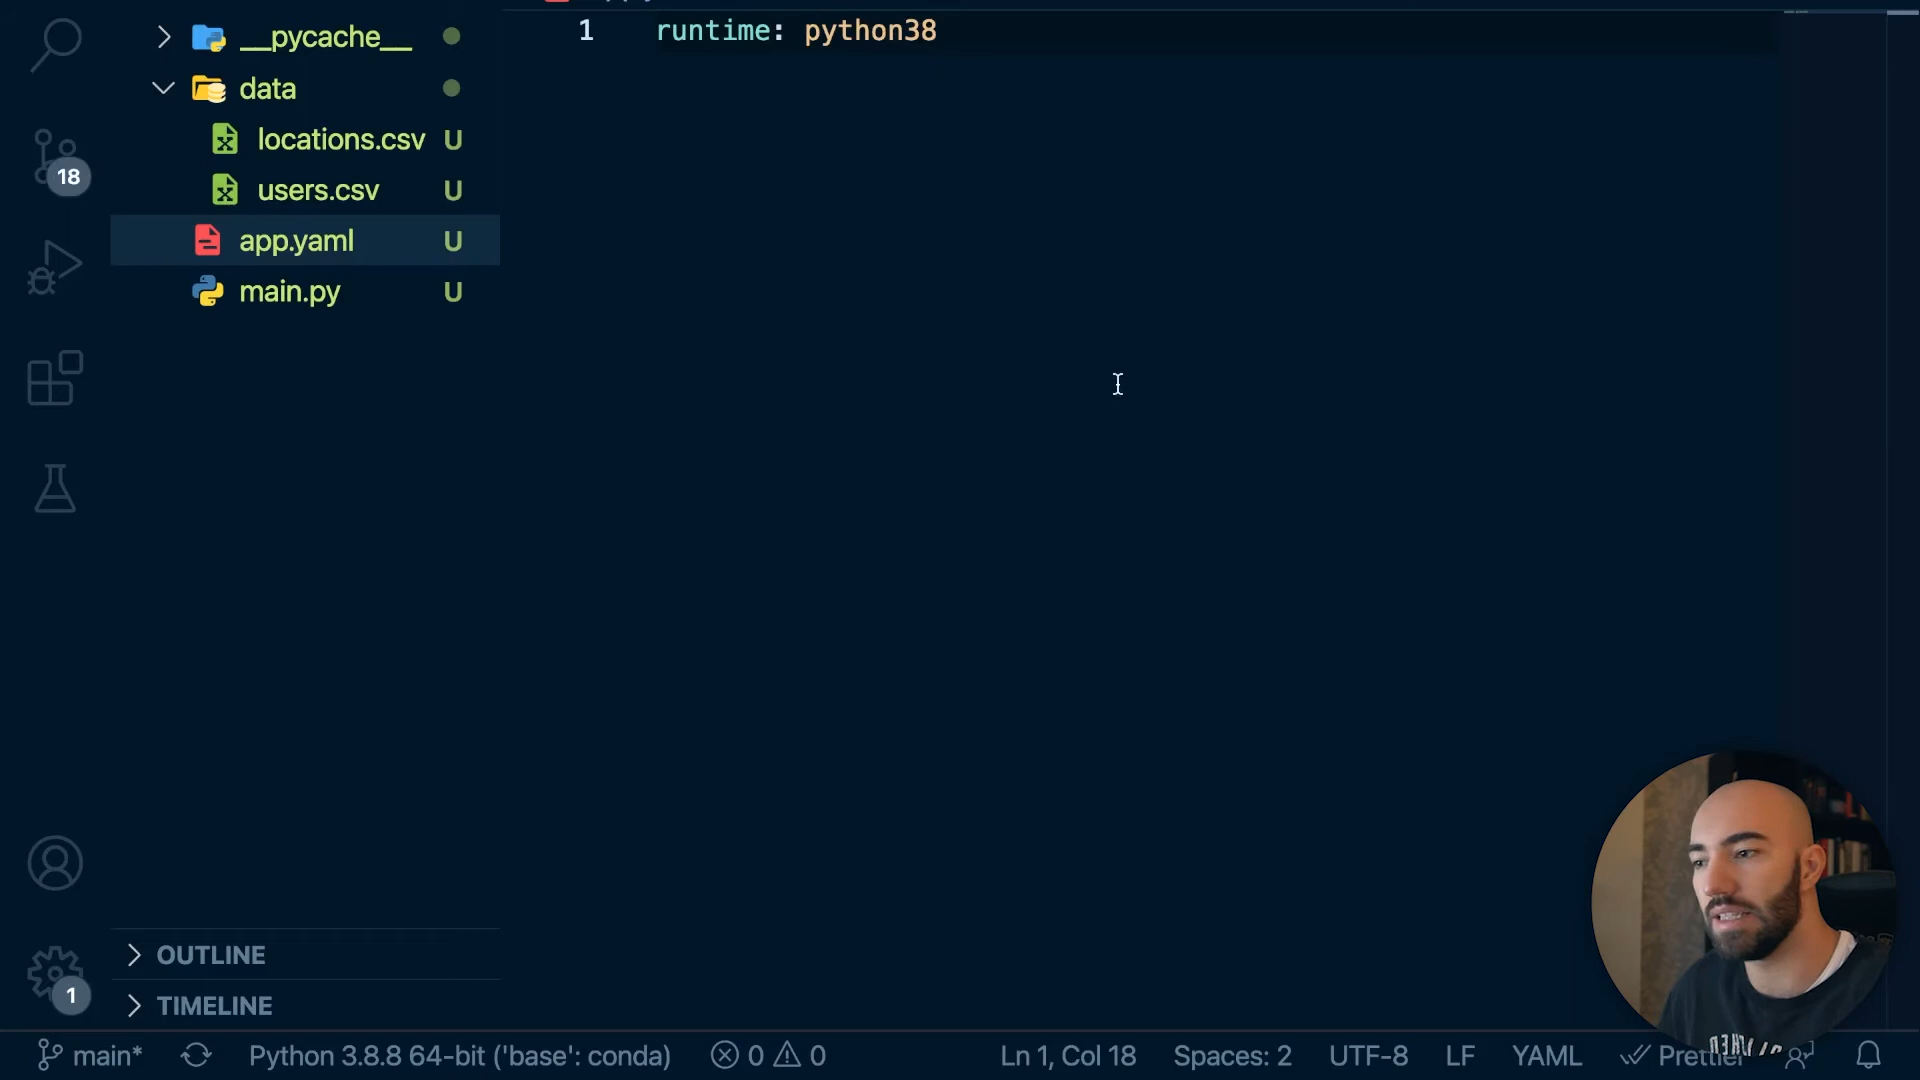 __pycache__
data
locations.csv U
users.csv U
app.yaml U
main.py U
18
1 runtime: python38
OUTLINE
TIMELINE
1
main* Python 3.8.8 64-bit ('base': conda) 0 0 Ln 1, Col 18 Spaces: 2 UTF-8 LF YAML Prettier